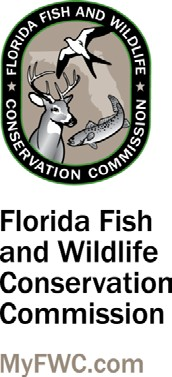 FLORIDA FISH AND WILDLIFE
CONSERVATION COMMISSION
Florida Fish
and Wildlife
Conservation
Commission
MyFWC.com